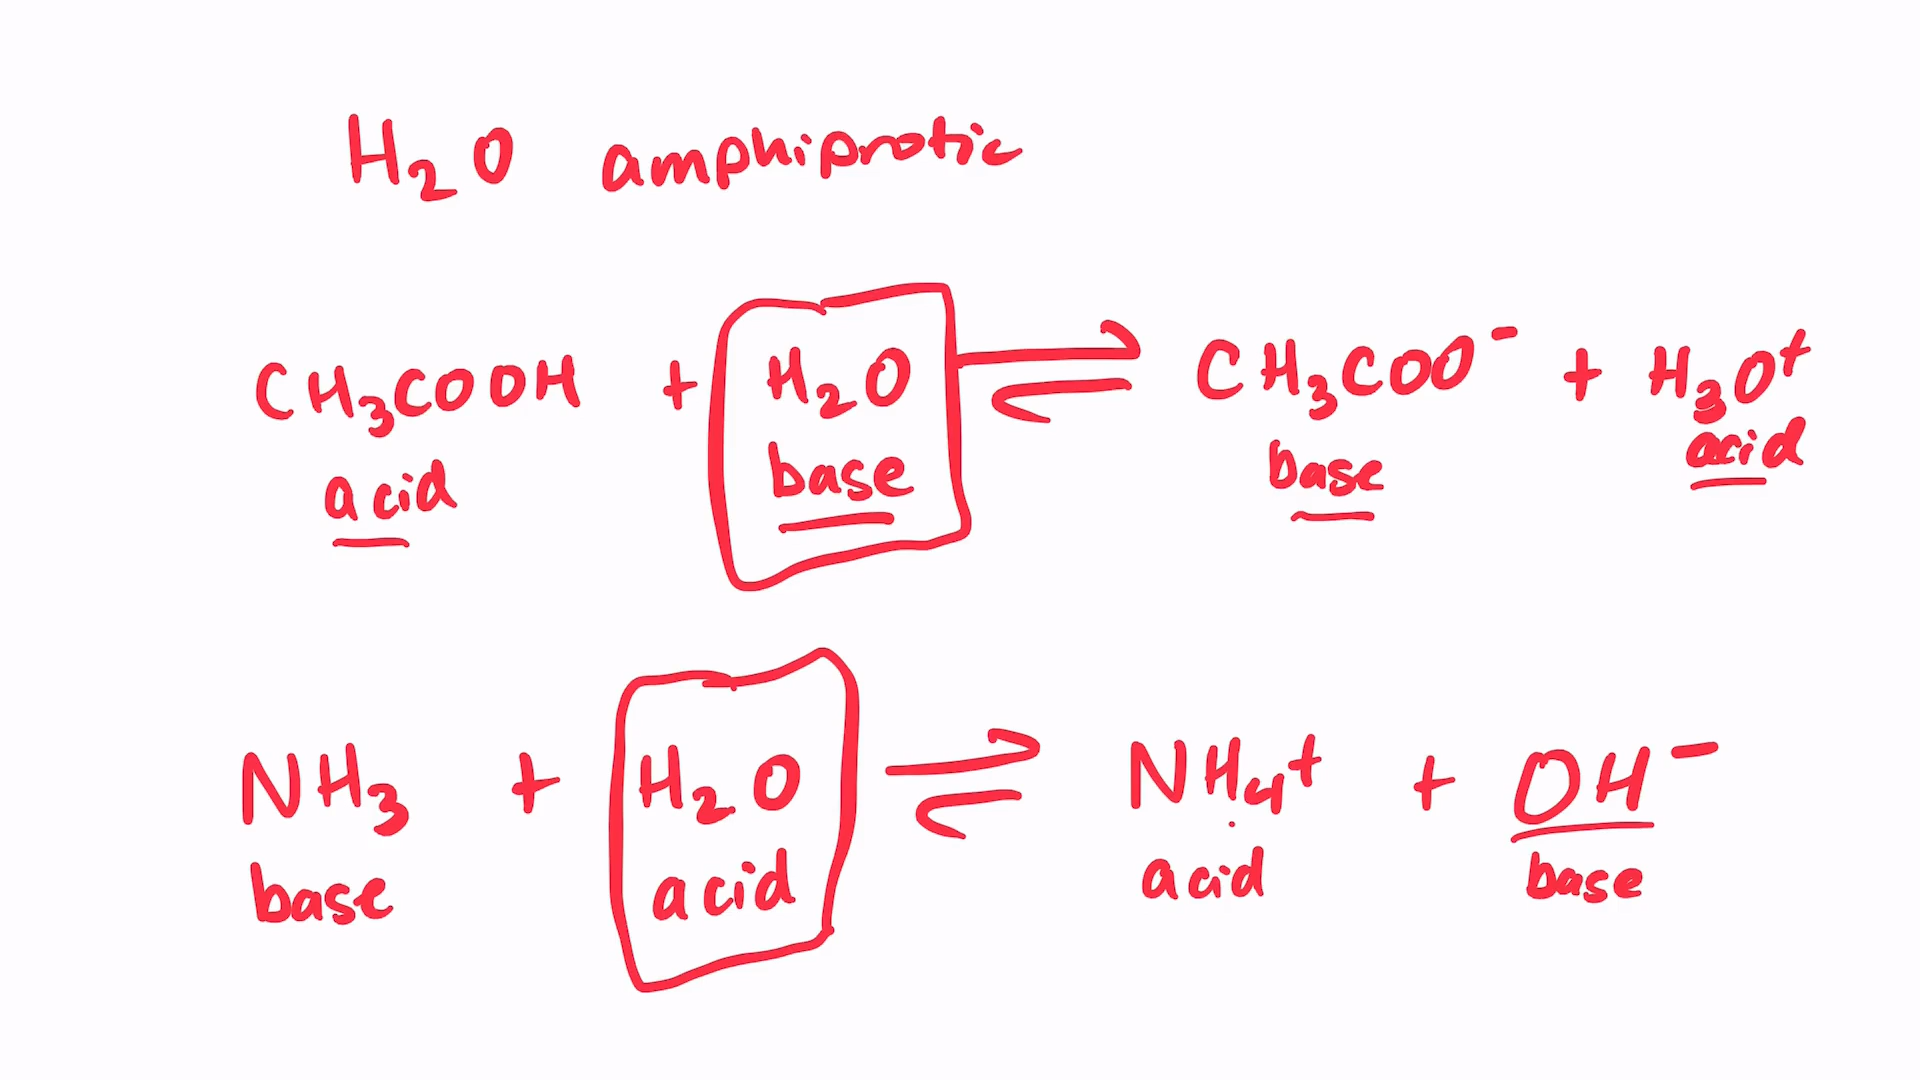 H₂O amphiprotic
CH₃COOH + H₂O ⇌ CH₃COO⁻ + H₃O⁺
acid base base acid
NH₃ + H₂O ⇌ NH₄⁺ + OH⁻
base acid acid base